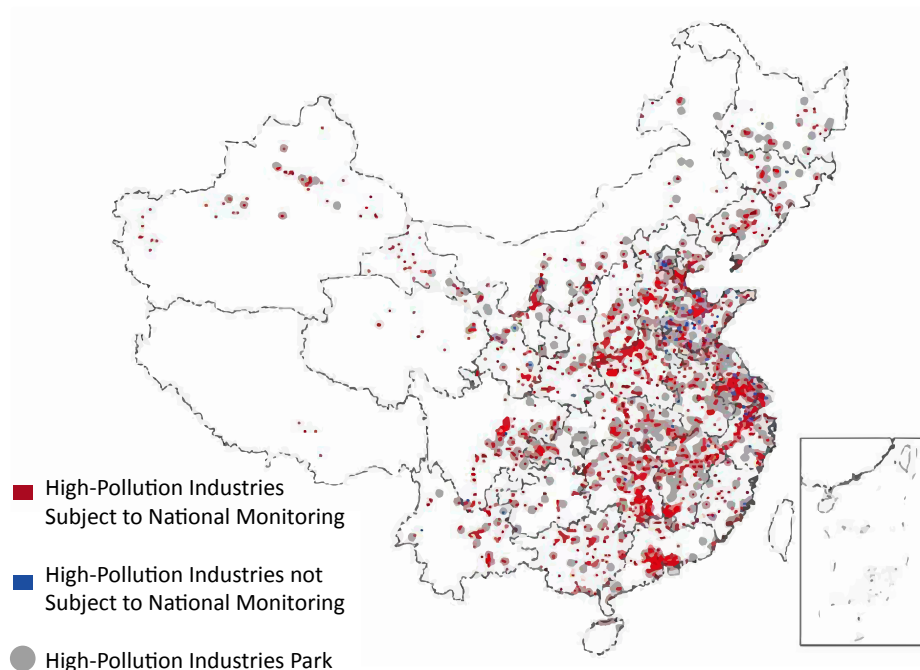 High-Pollution Industries
Subject to National Monitoring
High-Pollution Industries not
Subject to National Monitoring
High-Pollution Industries Park